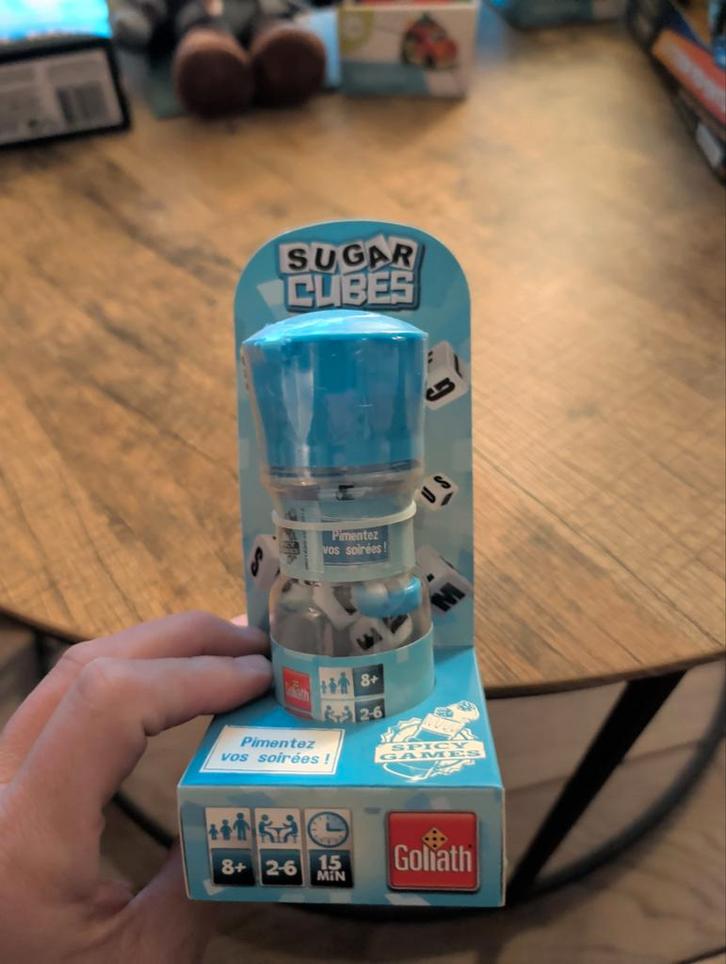 SUGAR
CUBES
G
U S
S
M
Pimentez
vos soirées !
Goliath
8+
2-6
Pimentez
vos soirées !
SPICY
GAMES
8+
2-6
15
MIN
Goliath